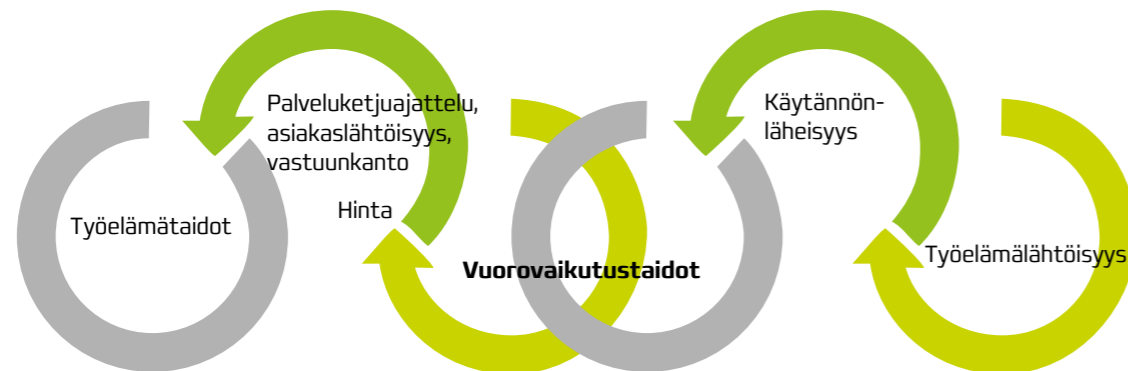 Työelämätaidot
Palveluketjuajattelu,
asiakaslähtöisyys,
vastuunkanto
Hinta
Vuorovaikutustaidot
Käytännön-
läheisyys
Työelämälähtöisyys